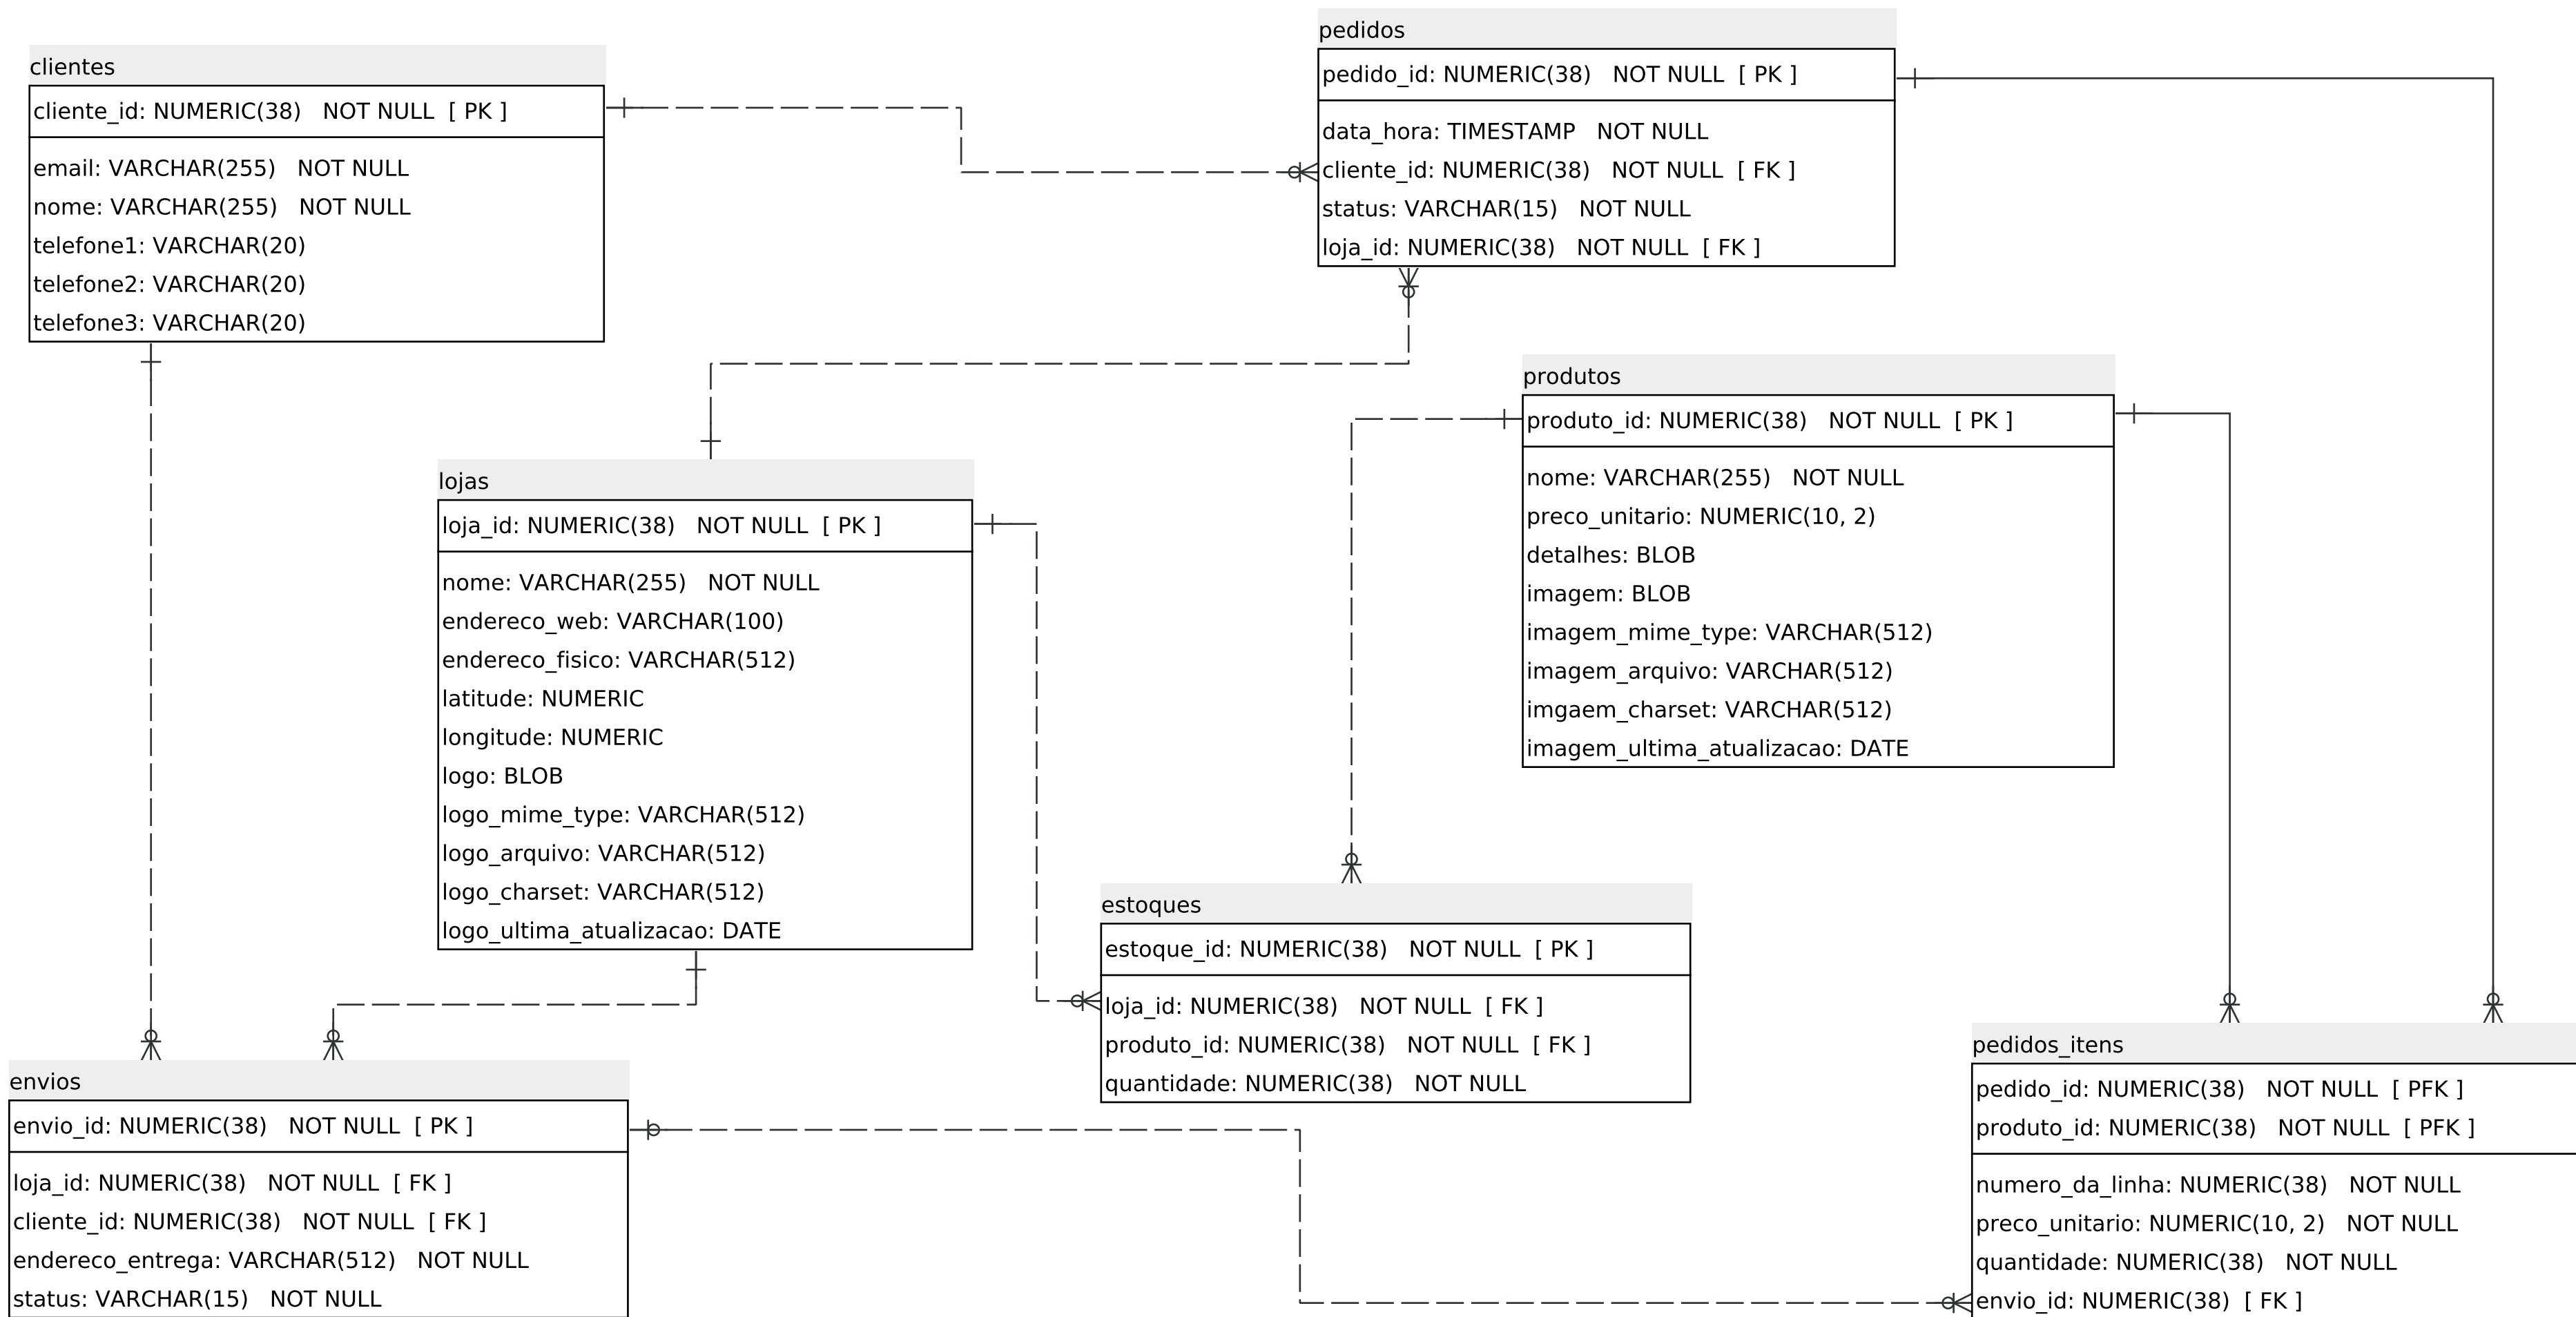 clientes
cliente_id: NUMERIC(38) NOT NULL [ PK ]
email: VARCHAR(255) NOT NULL
nome: VARCHAR(255) NOT NULL
telefone1: VARCHAR(20)
telefone2: VARCHAR(20)
telefone3: VARCHAR(20)
pedidos
pedido_id: NUMERIC(38) NOT NULL [ PK ]
data_hora: TIMESTAMP NOT NULL
cliente_id: NUMERIC(38) NOT NULL [ FK ]
status: VARCHAR(15) NOT NULL
loja_id: NUMERIC(38) NOT NULL [ FK ]
produtos
produto_id: NUMERIC(38) NOT NULL [ PK ]
nome: VARCHAR(255) NOT NULL
preco_unitario: NUMERIC(10, 2)
detalhes: BLOB
imagem: BLOB
imagem_mime_type: VARCHAR(512)
imagem_arquivo: VARCHAR(512)
imgaem_charset: VARCHAR(512)
imagem_ultima_atualizacao: DATE
lojas
loja_id: NUMERIC(38) NOT NULL [ PK ]
nome: VARCHAR(255) NOT NULL
endereco_web: VARCHAR(100)
endereco_fisico: VARCHAR(512)
latitude: NUMERIC
longitude: NUMERIC
logo: BLOB
logo_mime_type: VARCHAR(512)
logo_arquivo: VARCHAR(512)
logo_charset: VARCHAR(512)
logo_ultima_atualizacao: DATE
estoques
estoque_id: NUMERIC(38) NOT NULL [ PK ]
loja_id: NUMERIC(38) NOT NULL [ FK ]
produto_id: NUMERIC(38) NOT NULL [ FK ]
quantidade: NUMERIC(38) NOT NULL
envios
envio_id: NUMERIC(38) NOT NULL [ PK ]
loja_id: NUMERIC(38) NOT NULL [ FK ]
cliente_id: NUMERIC(38) NOT NULL [ FK ]
endereco_entrega: VARCHAR(512) NOT NULL
status: VARCHAR(15) NOT NULL
pedidos_itens
pedido_id: NUMERIC(38) NOT NULL [ PFK ]
produto_id: NUMERIC(38) NOT NULL [ PFK ]
numero_da_linha: NUMERIC(38) NOT NULL
preco_unitario: NUMERIC(10, 2) NOT NULL
quantidade: NUMERIC(38) NOT NULL
envio_id: NUMERIC(38) [ FK ]